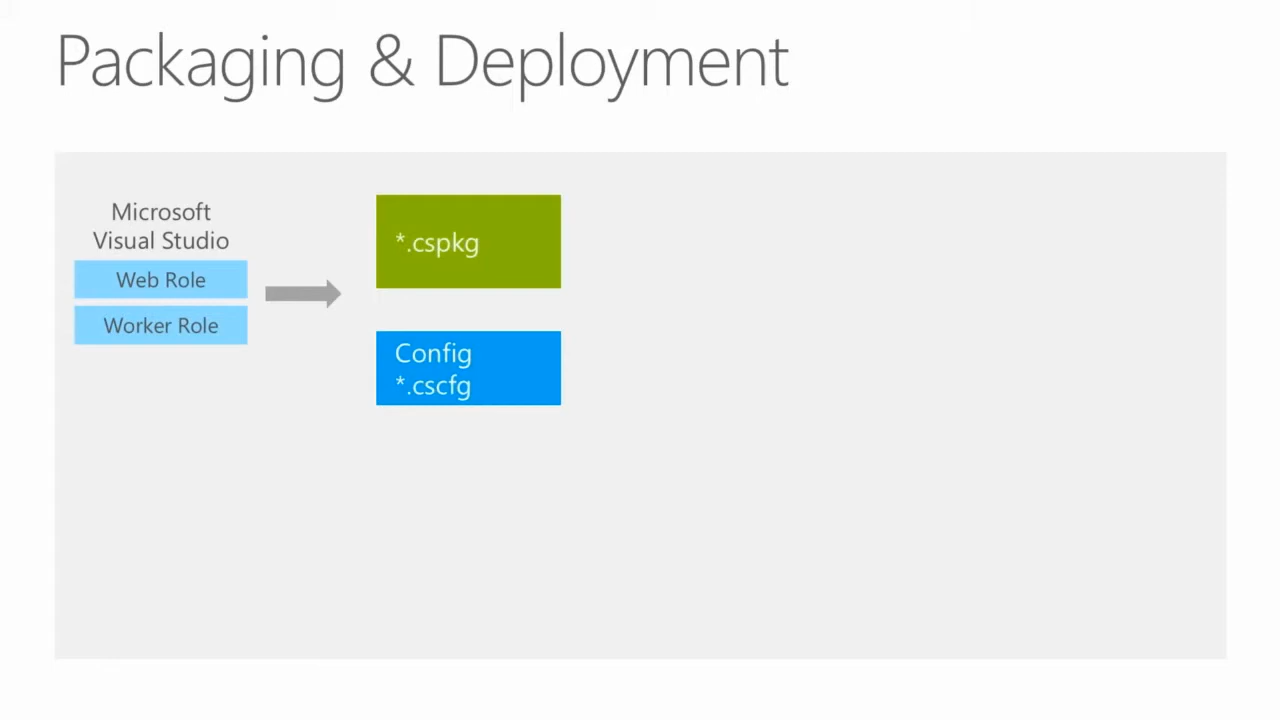 Packaging & Deployment
Microsoft
Visual Studio
Web Role
Worker Role
*.cspkg
Config
*.cscfg